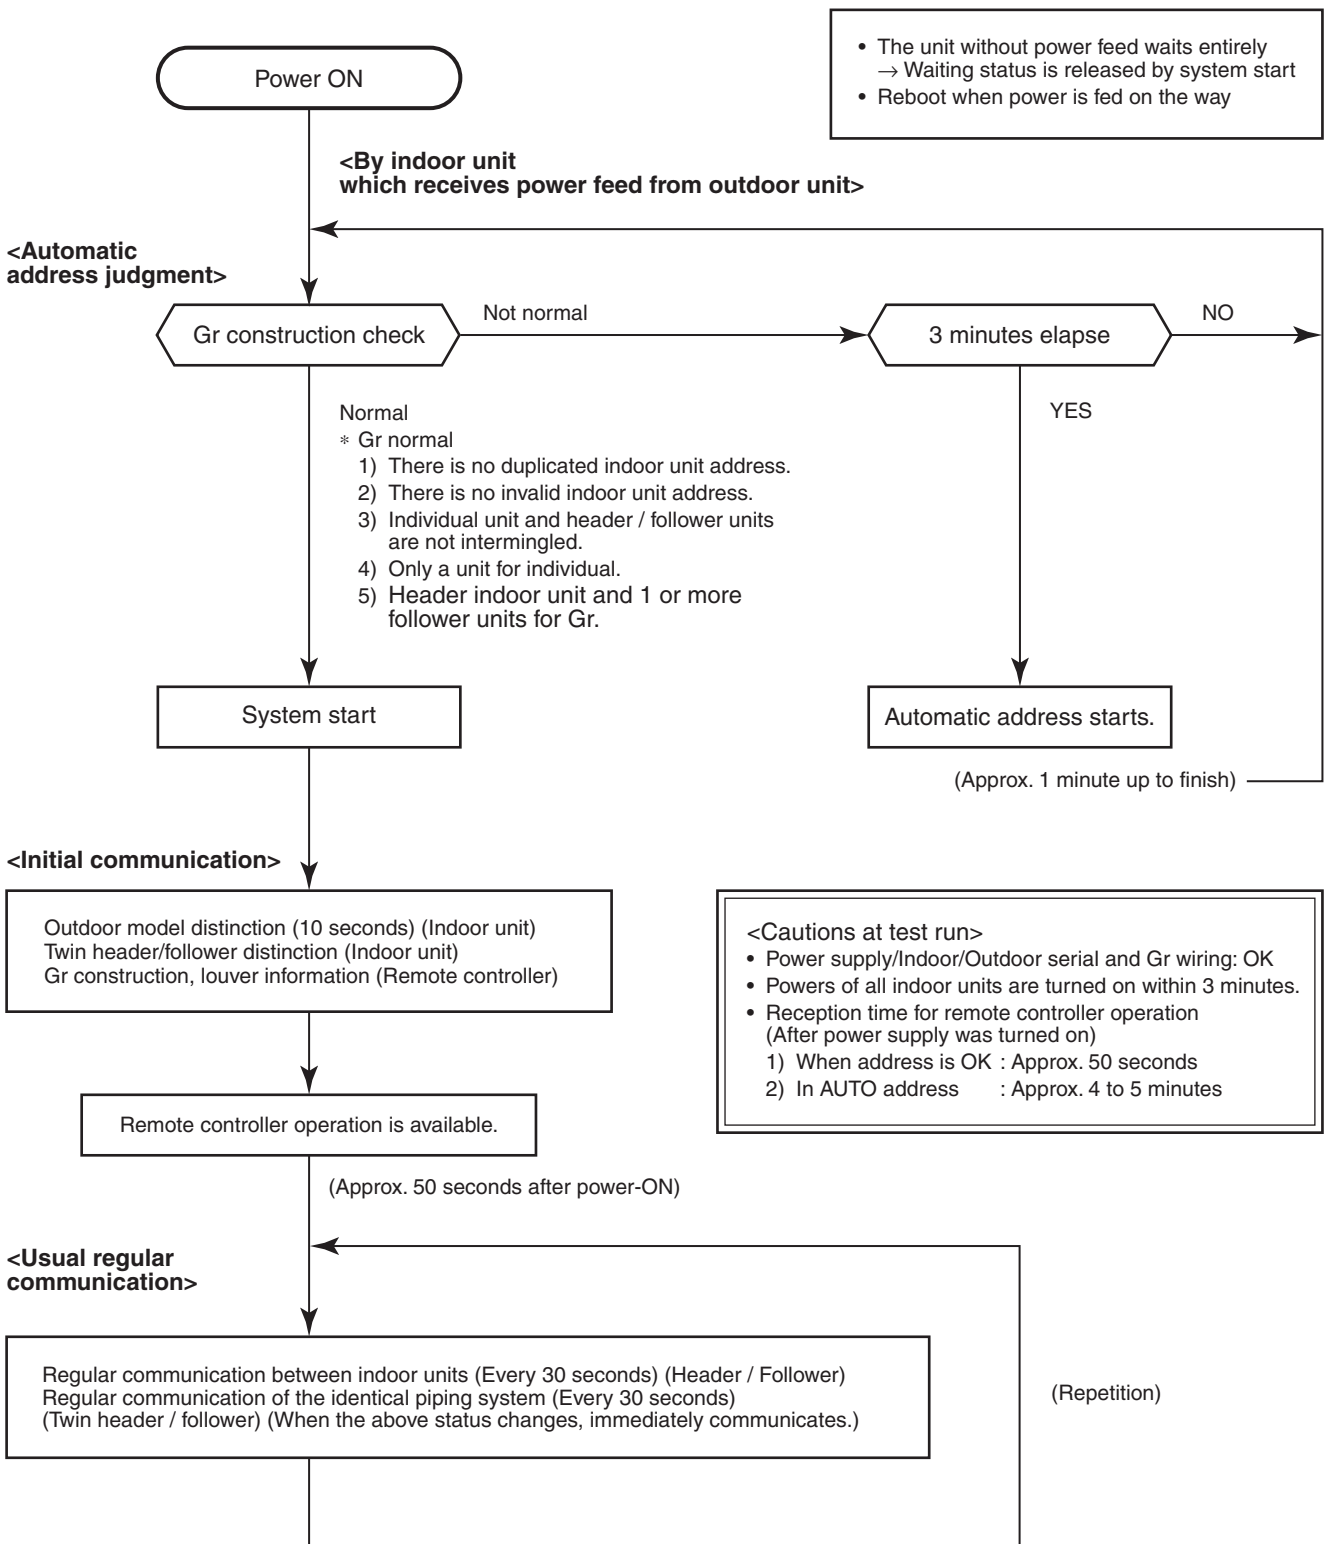 Power ON
• The unit without power feed waits entirely
→ Waiting status is released by system start
• Reboot when power is fed on the way
<By indoor unit
which receives power feed from outdoor unit>
<Automatic
address judgment>
Gr construction check
Not normal
3 minutes elapse
NO
Normal
* Gr normal
1) There is no duplicated indoor unit address.
2) There is no invalid indoor unit address.
3) Individual unit and header / follower units
are not intermingled.
4) Only a unit for individual.
5) Header indoor unit and 1 or more
follower units for Gr.
YES
System start
Automatic address starts.
(Approx. 1 minute up to finish)
<Initial communication>
Outdoor model distinction (10 seconds) (Indoor unit)
Twin header/follower distinction (Indoor unit)
Gr construction, louver information (Remote controller)
<Cautions at test run>
• Power supply/Indoor/Outdoor serial and Gr wiring: OK
• Powers of all indoor units are turned on within 3 minutes.
• Reception time for remote controller operation
(After power supply was turned on)
1) When address is OK : Approx. 50 seconds
2) In AUTO address : Approx. 4 to 5 minutes
Remote controller operation is available.
(Approx. 50 seconds after power-ON)
<Usual regular
communication>
Regular communication between indoor units (Every 30 seconds) (Header / Follower)
Regular communication of the identical piping system (Every 30 seconds)
(Twin header / follower) (When the above status changes, immediately communicates.)
(Repetition)